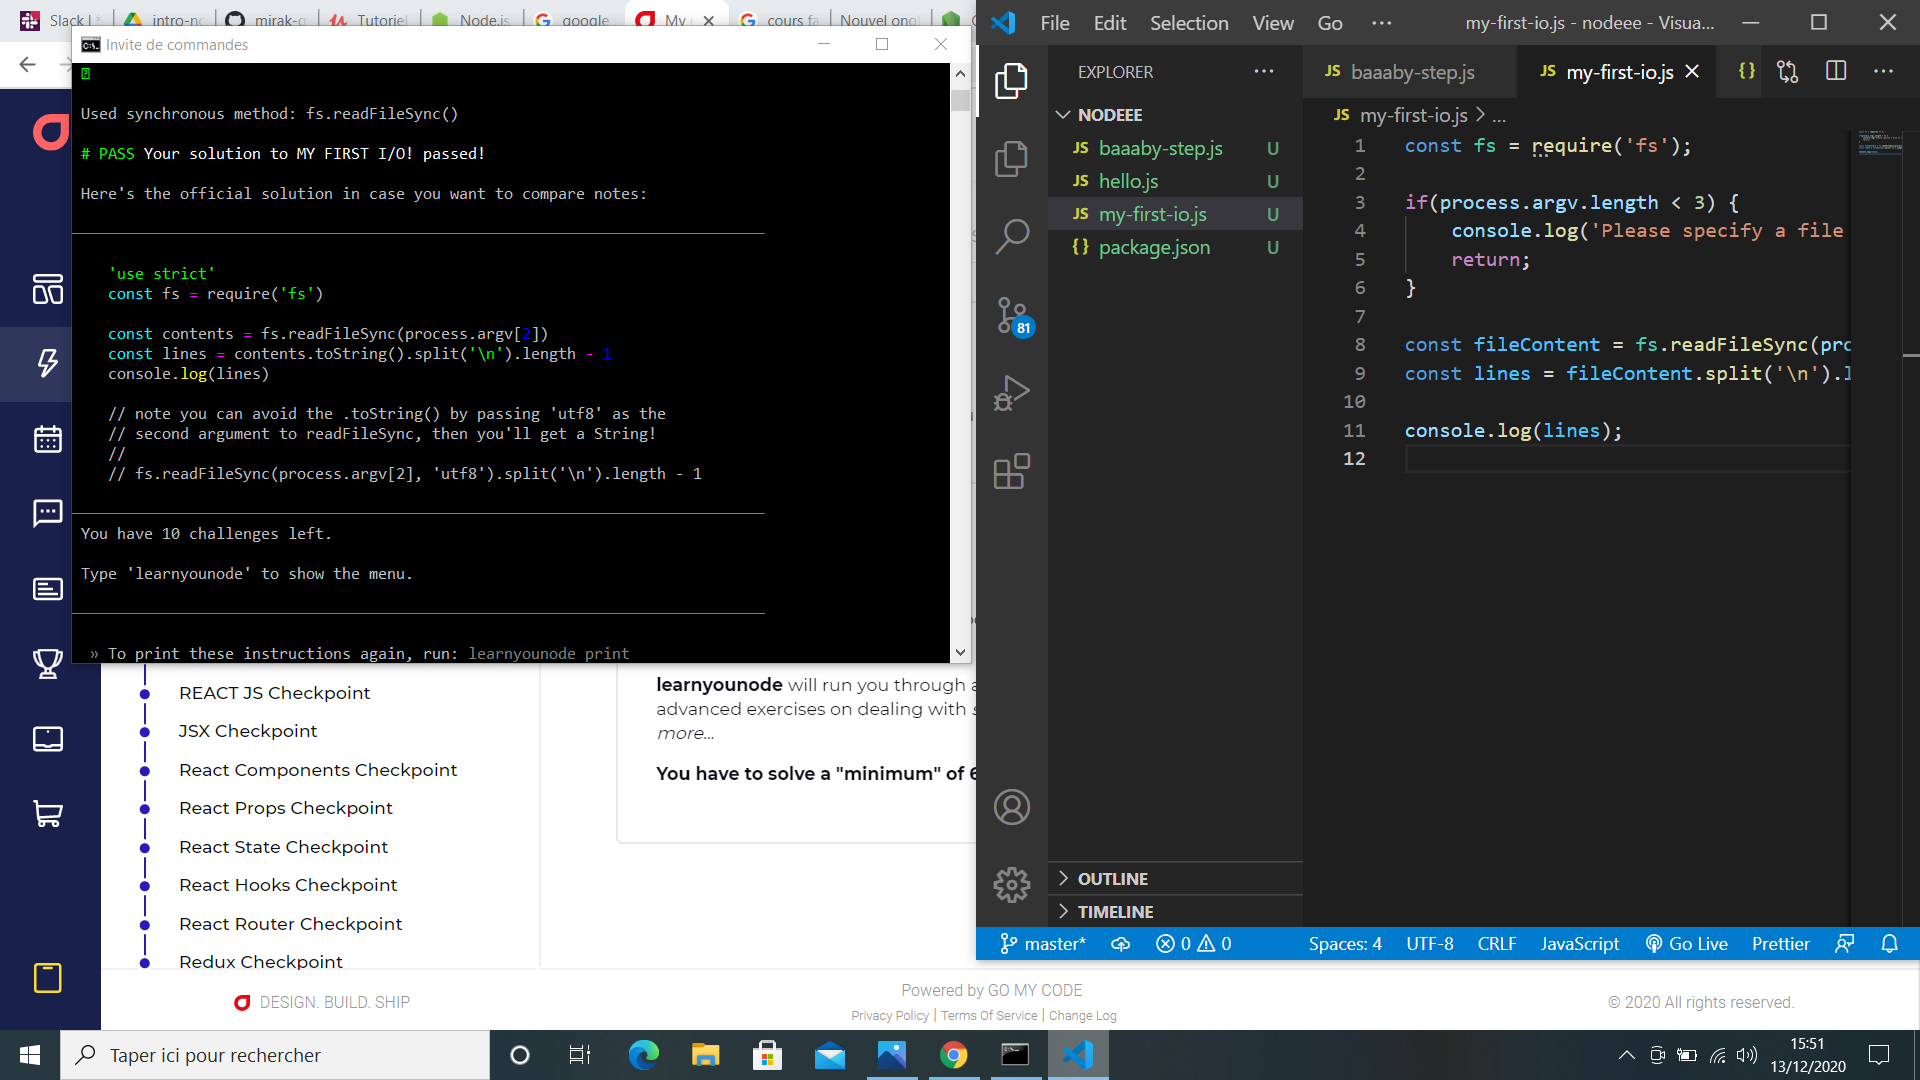 Slack |
intro-no
mirak-g
Tutoriel
Node.js
google
My
cours fa
Nouvel ong
Invite de commandes
Used synchronous method: fs.readFileSync()
# PASS Your solution to MY FIRST I/O! passed!
Here's the official solution in case you want to compare notes:
'use strict'
const fs = require('fs')
const contents = fs.readFileSync(process.argv[2])
const lines = contents.toString().split('\n').length - 1
console.log(lines)
// note you can avoid the .toString() by passing 'utf8' as the
// second argument to readFileSync, then you'll get a String!
//
// fs.readFileSync(process.argv[2], 'utf8').split('\n').length - 1
You have 10 challenges left.
Type 'learnyounode' to show the menu.
» To print these instructions again, run: learnyounode print
REACT JS Checkpoint
JSX Checkpoint
React Components Checkpoint
React Props Checkpoint
React State Checkpoint
React Hooks Checkpoint
React Router Checkpoint
Redux Checkpoint
learnyounode will run you through a
advanced exercises on dealing with
more...
You have to solve a "minimum" of 6
DESIGN. BUILD. SHIP
Powered by GO MY CODE
Privacy Policy | Terms Of Service | Change Log
© 2020 All rights reserved.
File Edit Selection View Go ··· my-first-io.js - nodeee - Visua...
EXPLORER ···
NODEEE
JS baaaby-step.js U
JS hello.js U
JS my-first-io.js U
{} package.json U
81
OUTLINE
TIMELINE
JS baaaby-step.js JS my-first-io.js {} ···
JS my-first-io.js > ...
1 const fs = require('fs');
2
3 if(process.argv.length < 3) {
4 console.log('Please specify a file
5 return;
6 }
7
8 const fileContent = fs.readFileSync(pro
9 const lines = fileContent.split('\n').l
10
11 console.log(lines);
12
master* 0 0 Spaces: 4 UTF-8 CRLF JavaScript Go Live Prettier
Taper ici pour rechercher
15:51
13/12/2020